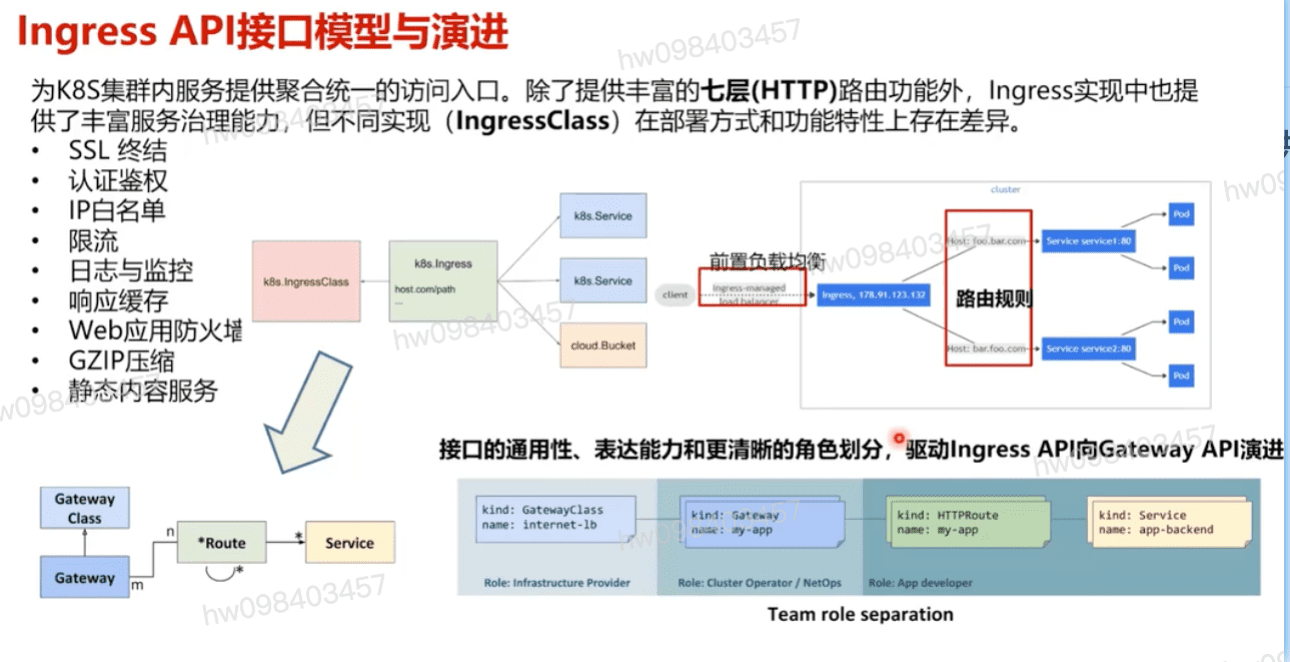 Ingress API接口模型与演进
为K8S集群内服务提供聚合统一的访问入口。除了提供丰富的七层(HTTP)路由功能外，Ingress实现中也提
供了丰富服务治理能力，但不同实现（IngressClass）在部署方式和功能特性上存在差异。
• SSL 终结
• 认证鉴权
• IP白名单
• 限流
• 日志与监控
• 响应缓存
• Web应用防火墙
• GZIP压缩
• 静态内容服务
k8s.IngressClass
k8s.Ingress
host.com/path
...
k8s.Service
k8s.Service
cloud.Bucket
cluster
client
前置负载均衡
Ingress-managed
load balancer
Ingress, 178.91.123.132
Host: foo.bar.com
路由规则
Host: bar.foo.com
Service service1:80
Service service2:80
Pod
Pod
Pod
Pod
接口的通用性、表达能力和更清晰的角色划分，驱动Ingress API向Gateway API演进
Gateway
Class
Gateway
n
m
*Route
*
*
Service
kind: GatewayClass
name: internet-lb
kind: Gateway
name: my-app
kind: HTTPRoute
name: my-app
kind: Service
name: app-backend
Role: Infrastructure Provider
Role: Cluster Operator / NetOps
Role: App developer
Team role separation
hw098403457
hw098403457
hw098403457
hw098403457
hw098403457
hw098403457
hw098403457